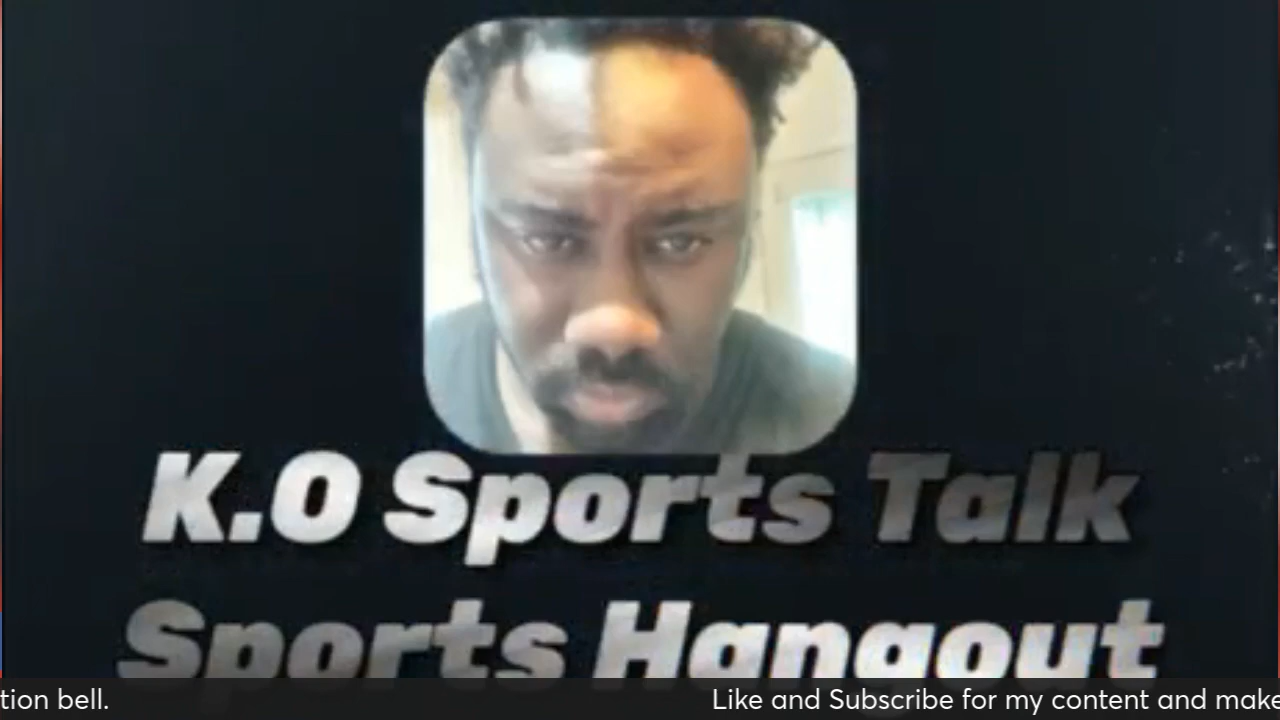 K.O Sports Talk
Sports Hangout
tion bell. Like and Subscribe for my content and make